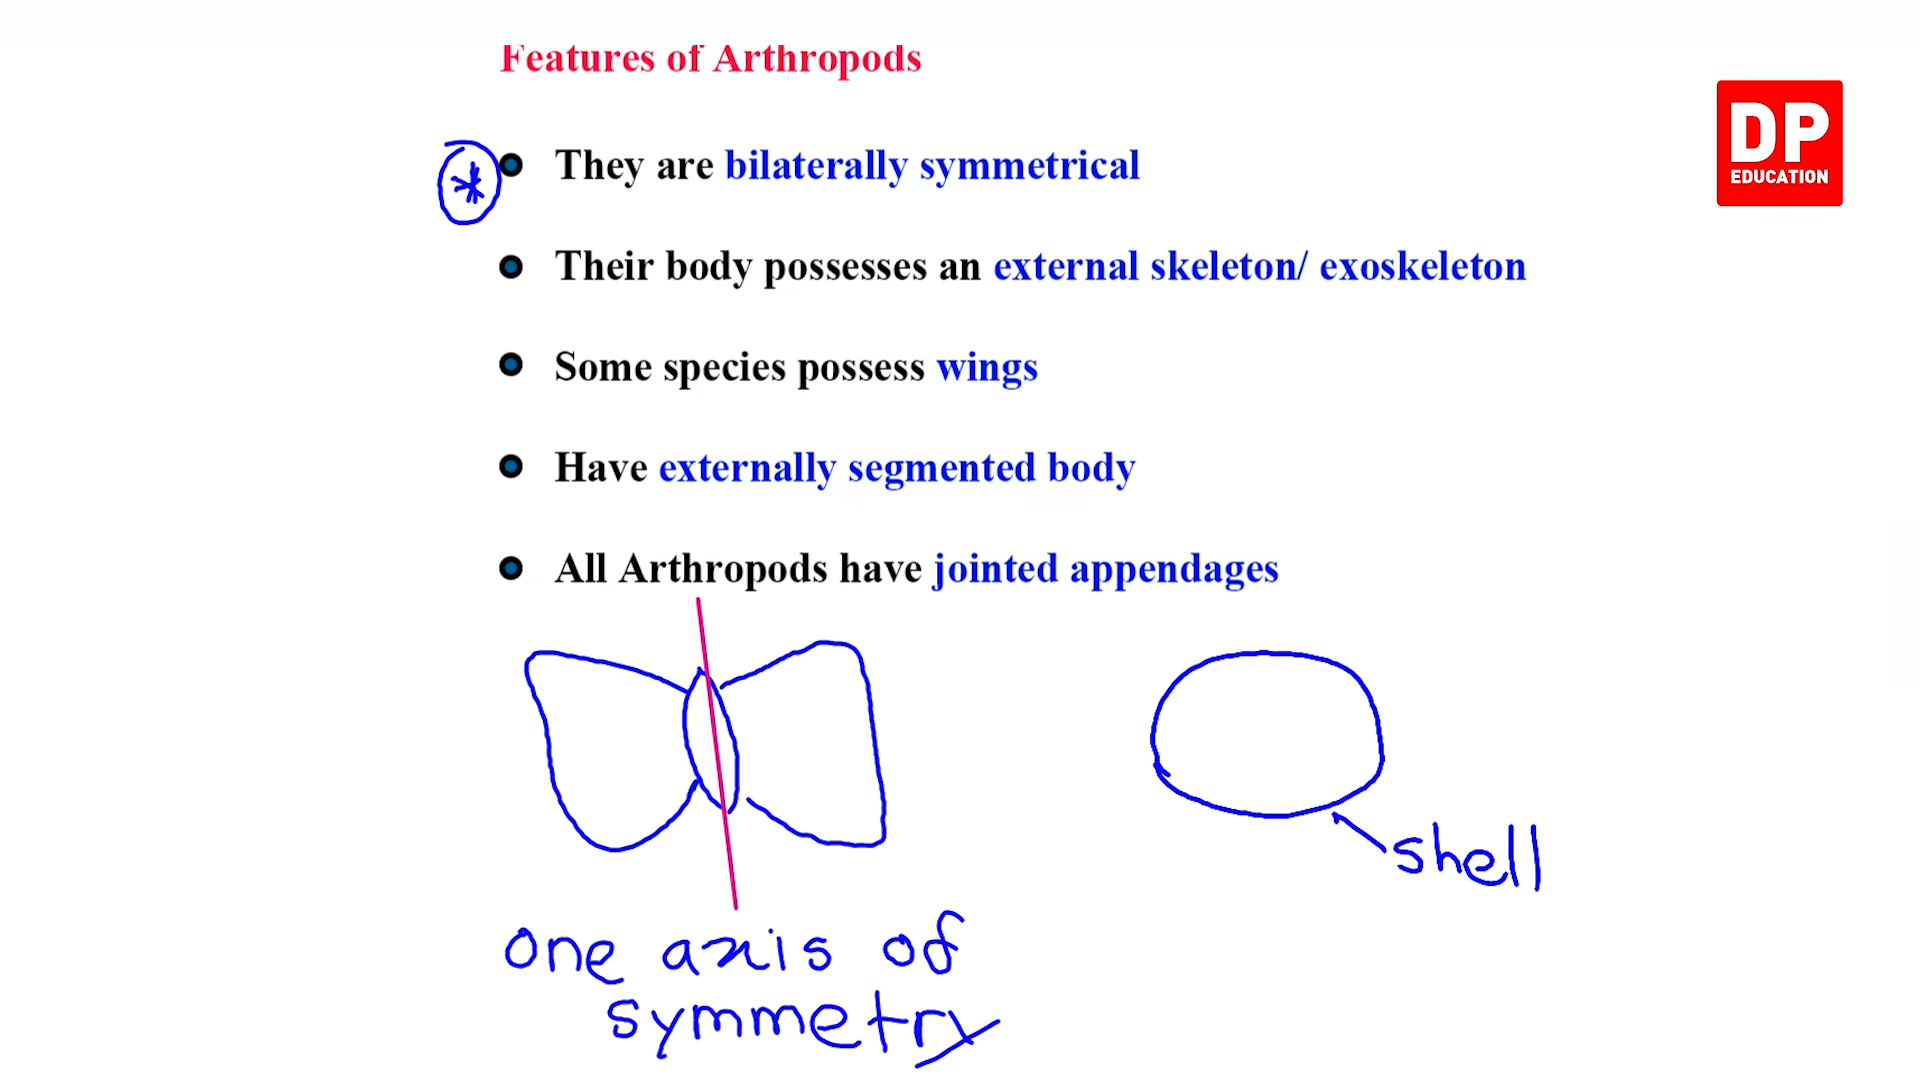 Features of Arthropods
DP
EDUCATION
* They are bilaterally symmetrical
Their body possesses an external skeleton/ exoskeleton
Some species possess wings
Have externally segmented body
All Arthropods have jointed appendages
shell
one axis of
symmetry